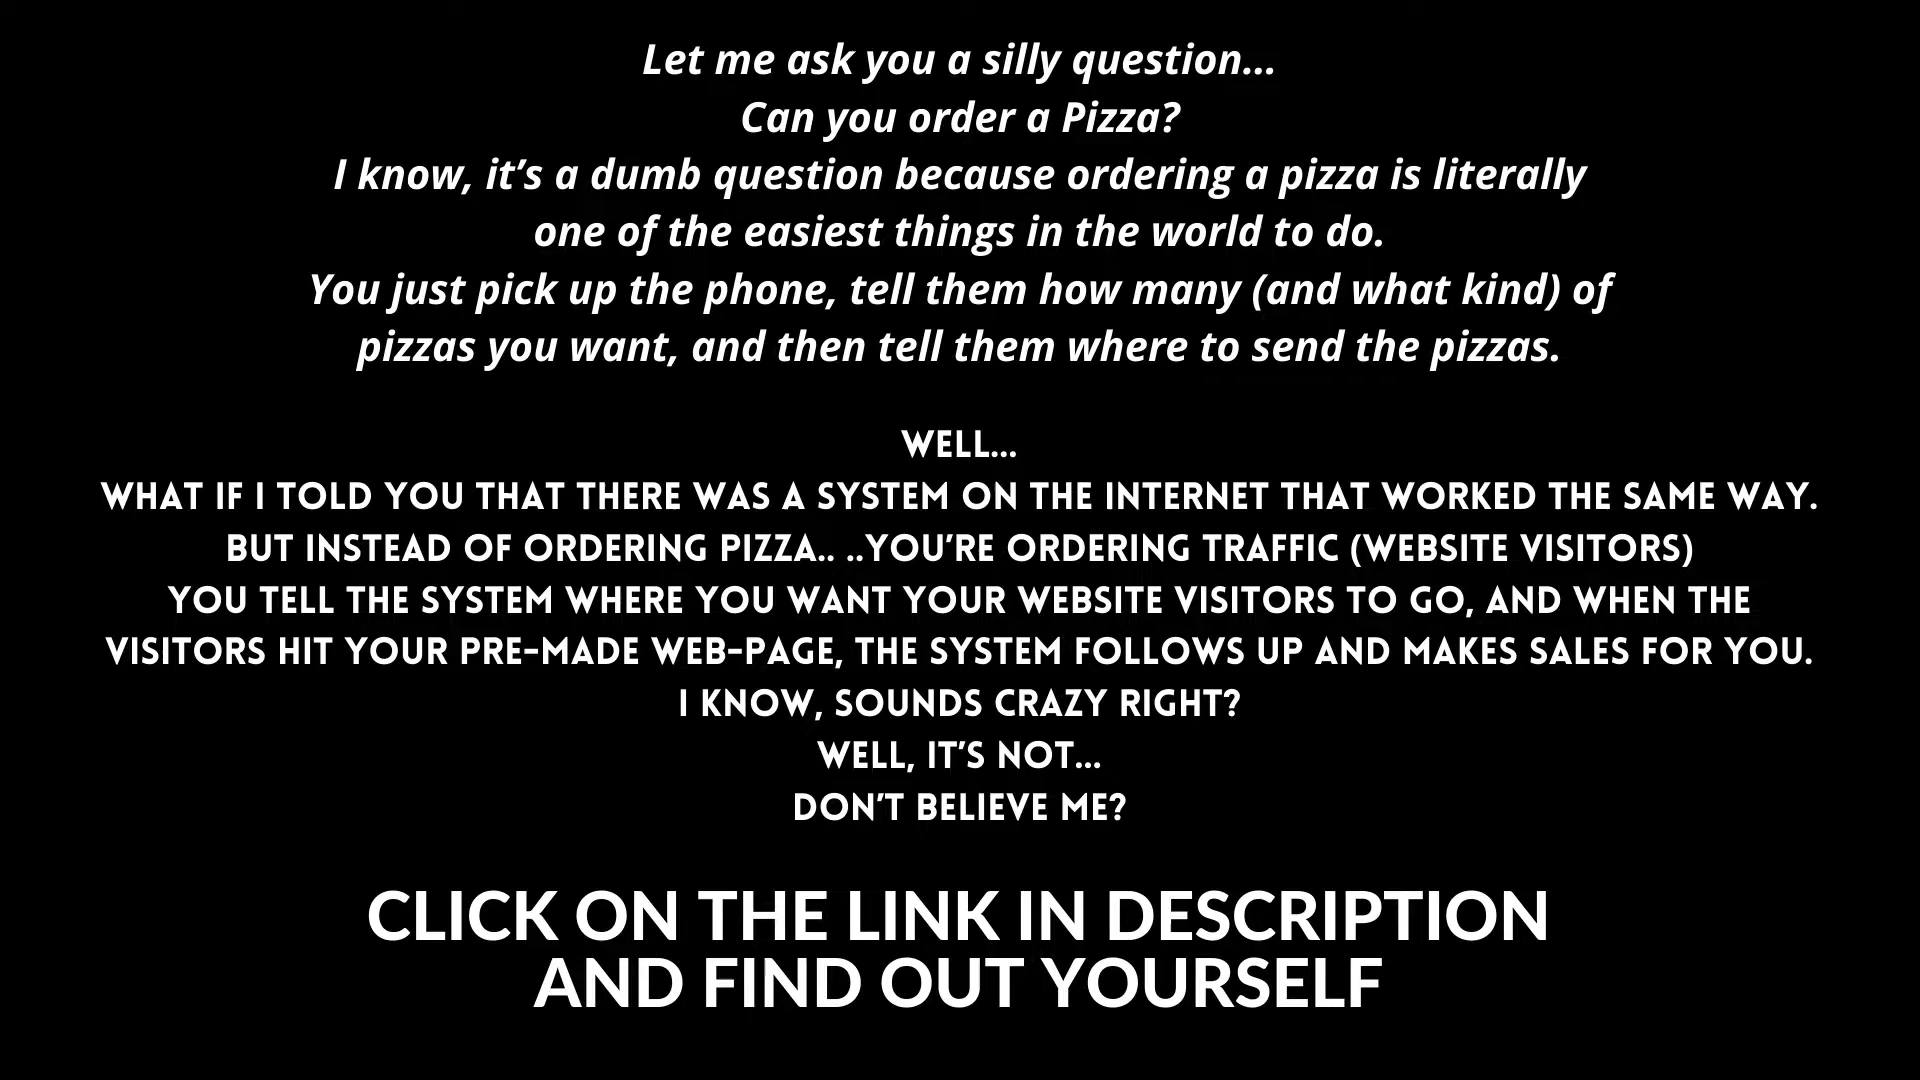 Let me ask you a silly question...
Can you order a Pizza?
I know, it’s a dumb question because ordering a pizza is literally
one of the easiest things in the world to do.
You just pick up the phone, tell them how many (and what kind) of
pizzas you want, and then tell them where to send the pizzas.
WELL...
WHAT IF I TOLD YOU THAT THERE WAS A SYSTEM ON THE INTERNET THAT WORKED THE SAME WAY.
BUT INSTEAD OF ORDERING PIZZA.. ..YOU’RE ORDERING TRAFFIC (WEBSITE VISITORS)
YOU TELL THE SYSTEM WHERE YOU WANT YOUR WEBSITE VISITORS TO GO, AND WHEN THE
VISITORS HIT YOUR PRE-MADE WEB-PAGE, THE SYSTEM FOLLOWS UP AND MAKES SALES FOR YOU.
I KNOW, SOUNDS CRAZY RIGHT?
WELL, IT’S NOT...
DON’T BELIEVE ME?
CLICK ON THE LINK IN DESCRIPTION
AND FIND OUT YOURSELF